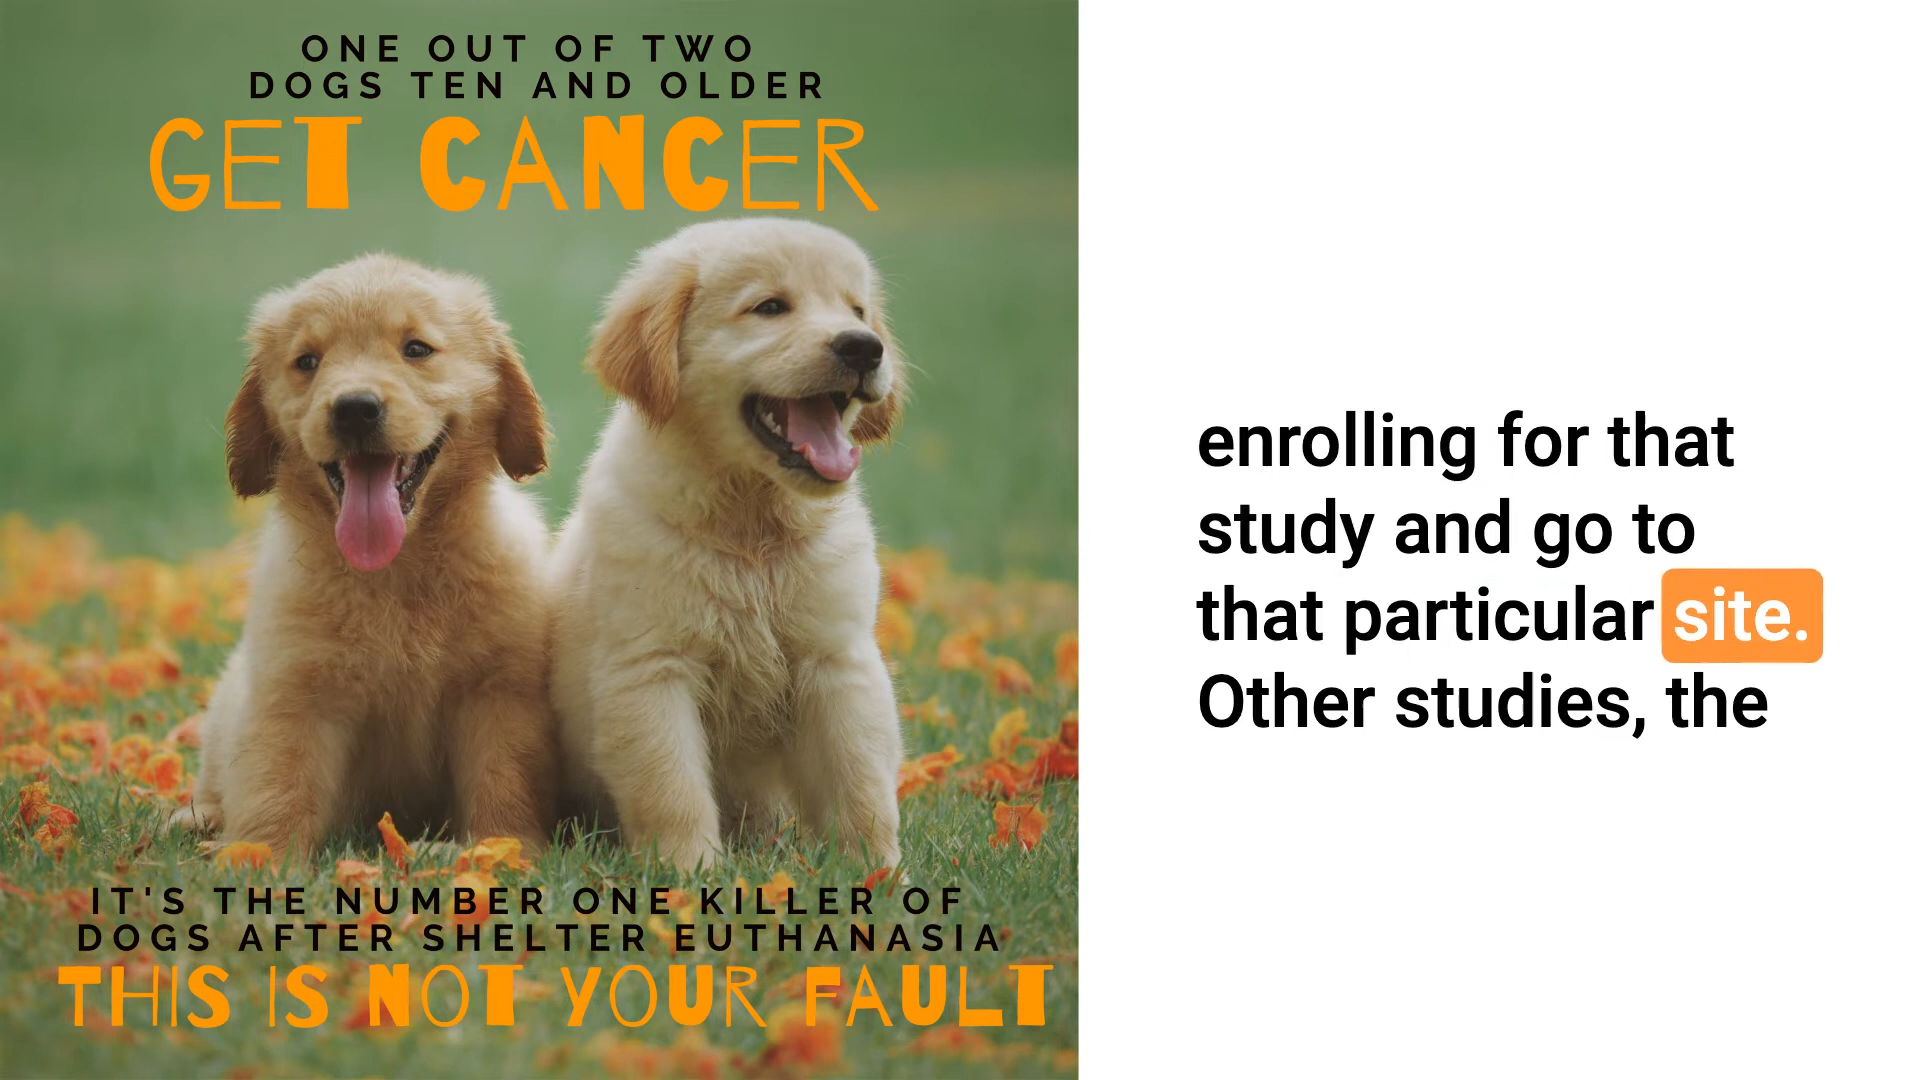 ONE OUT OF TWO
DOGS TEN AND OLDER
GET CANCER
IT'S THE NUMBER ONE KILLER OF
DOGS AFTER SHELTER EUTHANASIA
THIS IS NOT YOUR FAULT
enrolling for that
study and go to
that particular site.
Other studies, the